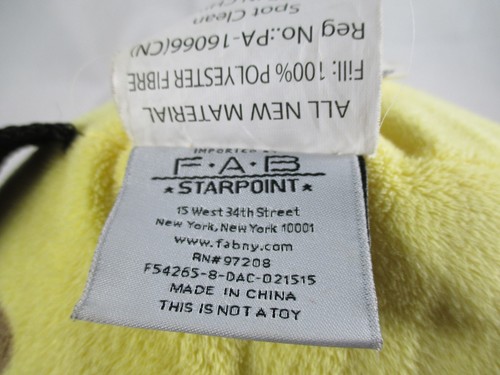 ALL NEW MATERIAL
Fill: 100% POLYESTER FIBRE
Reg No.:PA-16066(CN)
Spot Clean
IMPORTED BY
F·A·B
★STARPOINT★
15 West 34th Street
New York, New York 10001
www.fabny.com
RN#97208
F54265-8-DAC-021515
MADE IN CHINA
THIS IS NOT A TOY